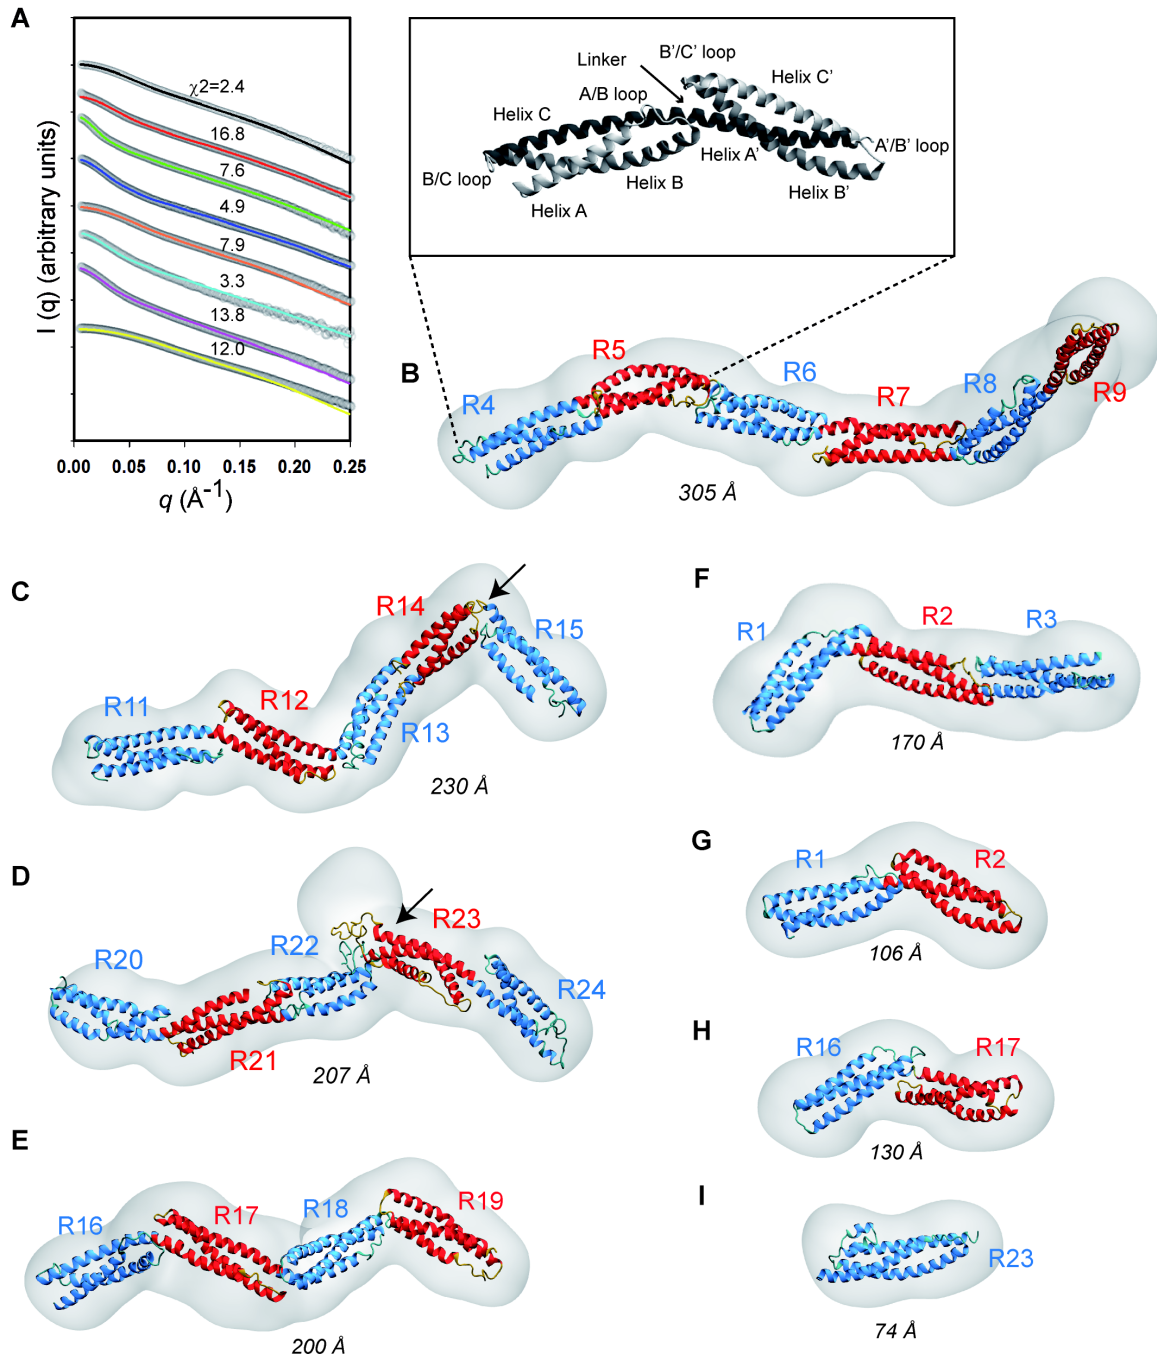 A
I (q) (arbitrary units)
χ2=2.4
16.8
7.6
4.9
7.9
3.3
13.8
12.0
0.00 0.05 0.10 0.15 0.20 0.25
q (Å-1)
B'/C' loop
Linker
Helix C'
A/B loop
Helix C
A'/B' loop
Helix A'
B/C loop
Helix B
Helix B'
Helix A
B
R4
R5
R6
R7
R8
R9
305 Å
C
R11
R12
R13
R14
R15
230 Å
D
R20
R21
R22
R23
R24
207 Å
E
R16
R17
R18
R19
200 Å
F
R1
R2
R3
170 Å
G
R1
R2
106 Å
H
R16
R17
130 Å
I
R23
74 Å